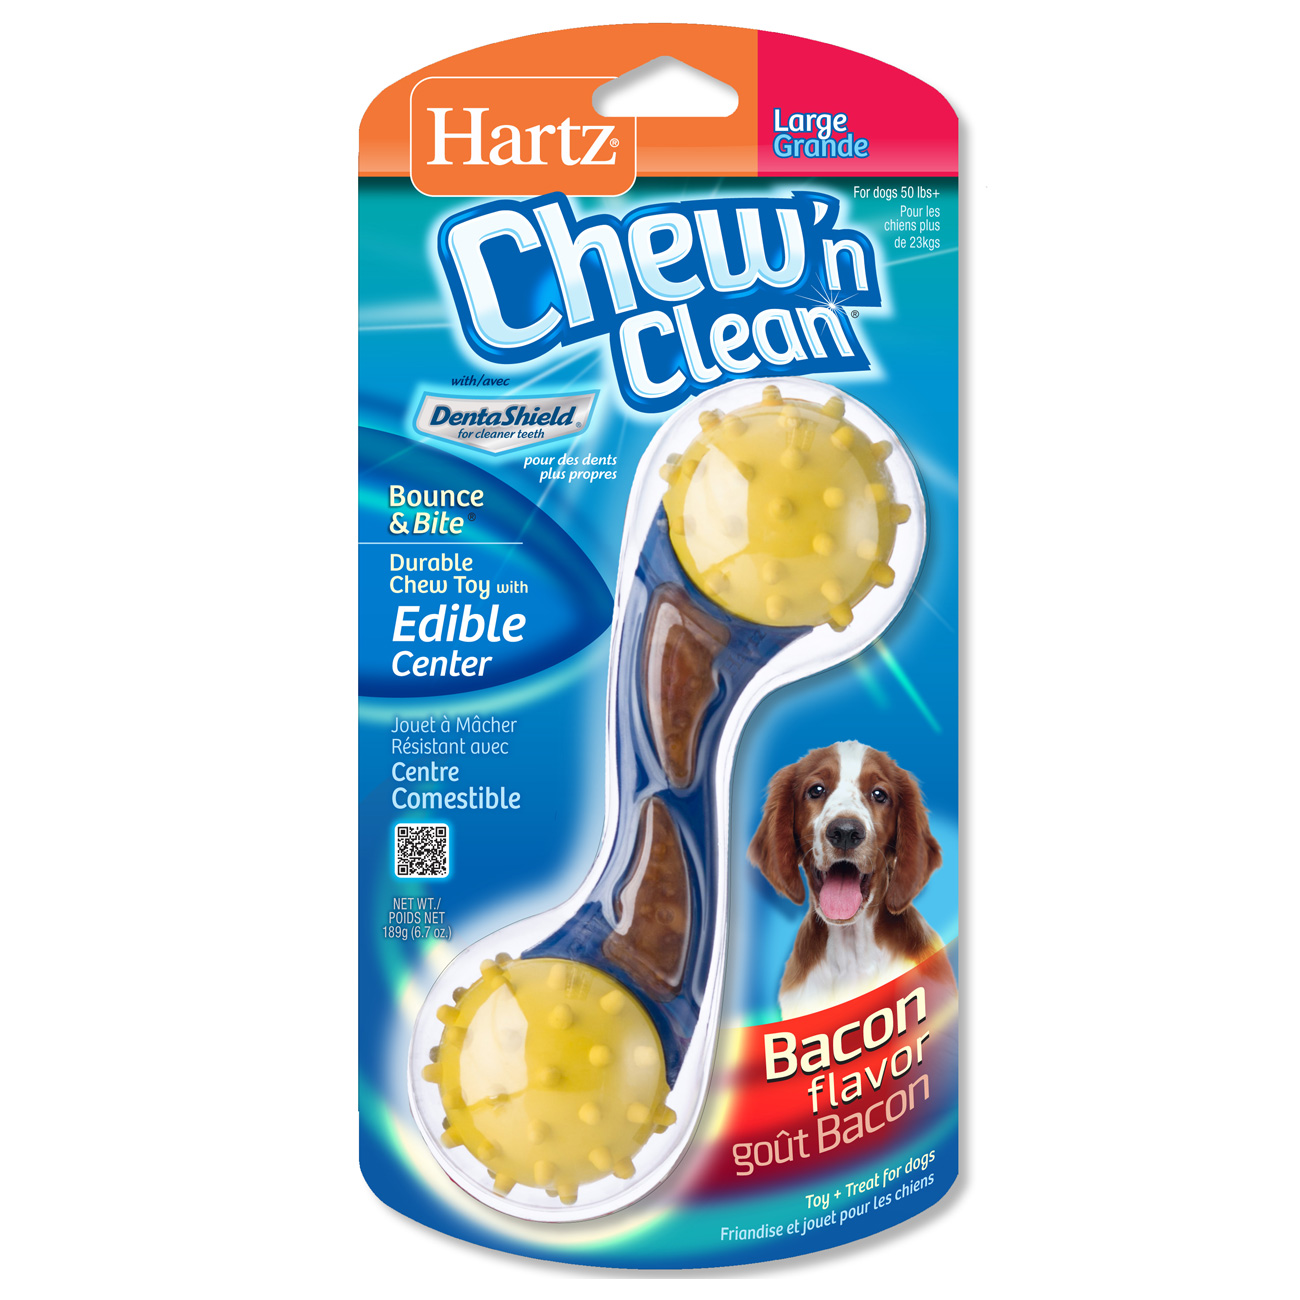 Hartz®
Large
Grande
For dogs 50 lbs+
Pour les
chiens plus
de 23kgs
Chew'n
Clean®
with/avec
DentaShield®
for cleaner teeth
pour des dents
plus propres
Bounce
& Bite®
Durable
Chew Toy with
Edible
Center
Jouet à Mâcher
Résistant avec
Centre
Comestible
NET WT./
POIDS NET
189g (6.7 oz.)
Bacon
flavor
goût Bacon
Toy + Treat for dogs
Friandise et jouet pour les chiens